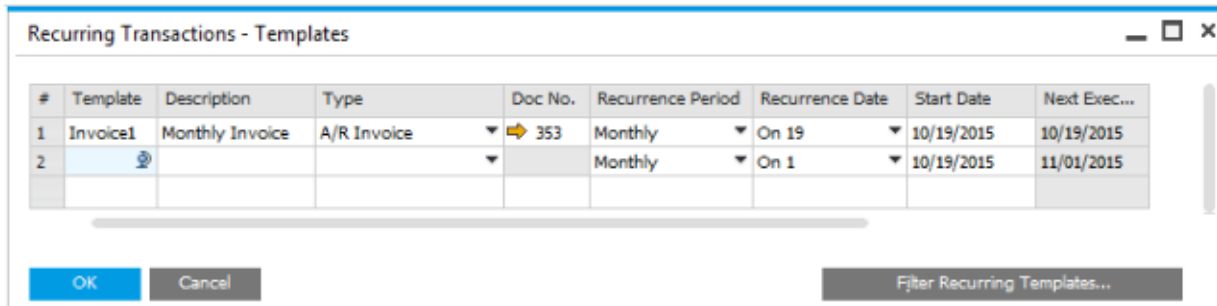 Recurring Transactions - Templates
# Template Description Type Doc No. Recurrence Period Recurrence Date Start Date Next Exec...
1 Invoice1 Monthly Invoice A/R Invoice 353 Monthly On 19 10/19/2015 10/19/2015
2 Monthly On 1 10/19/2015 11/01/2015
OK Cancel Filter Recurring Templates...